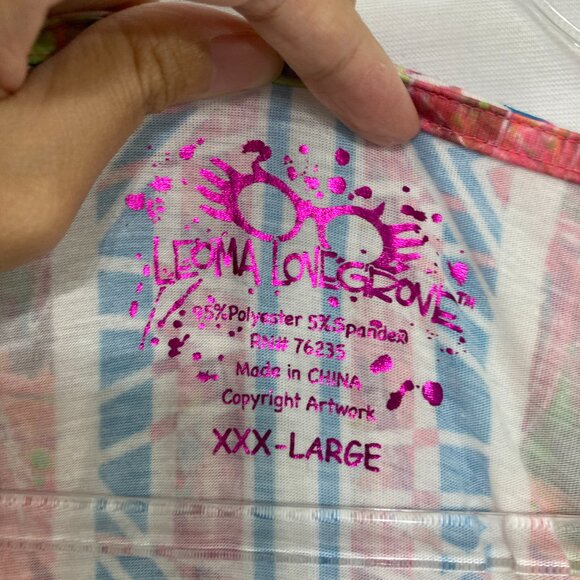 LEOMA LOVEGROVE™
95%Polyester 5%Spandex
RN# 76235
Made in CHINA
Copyright Artwork
XXX-LARGE